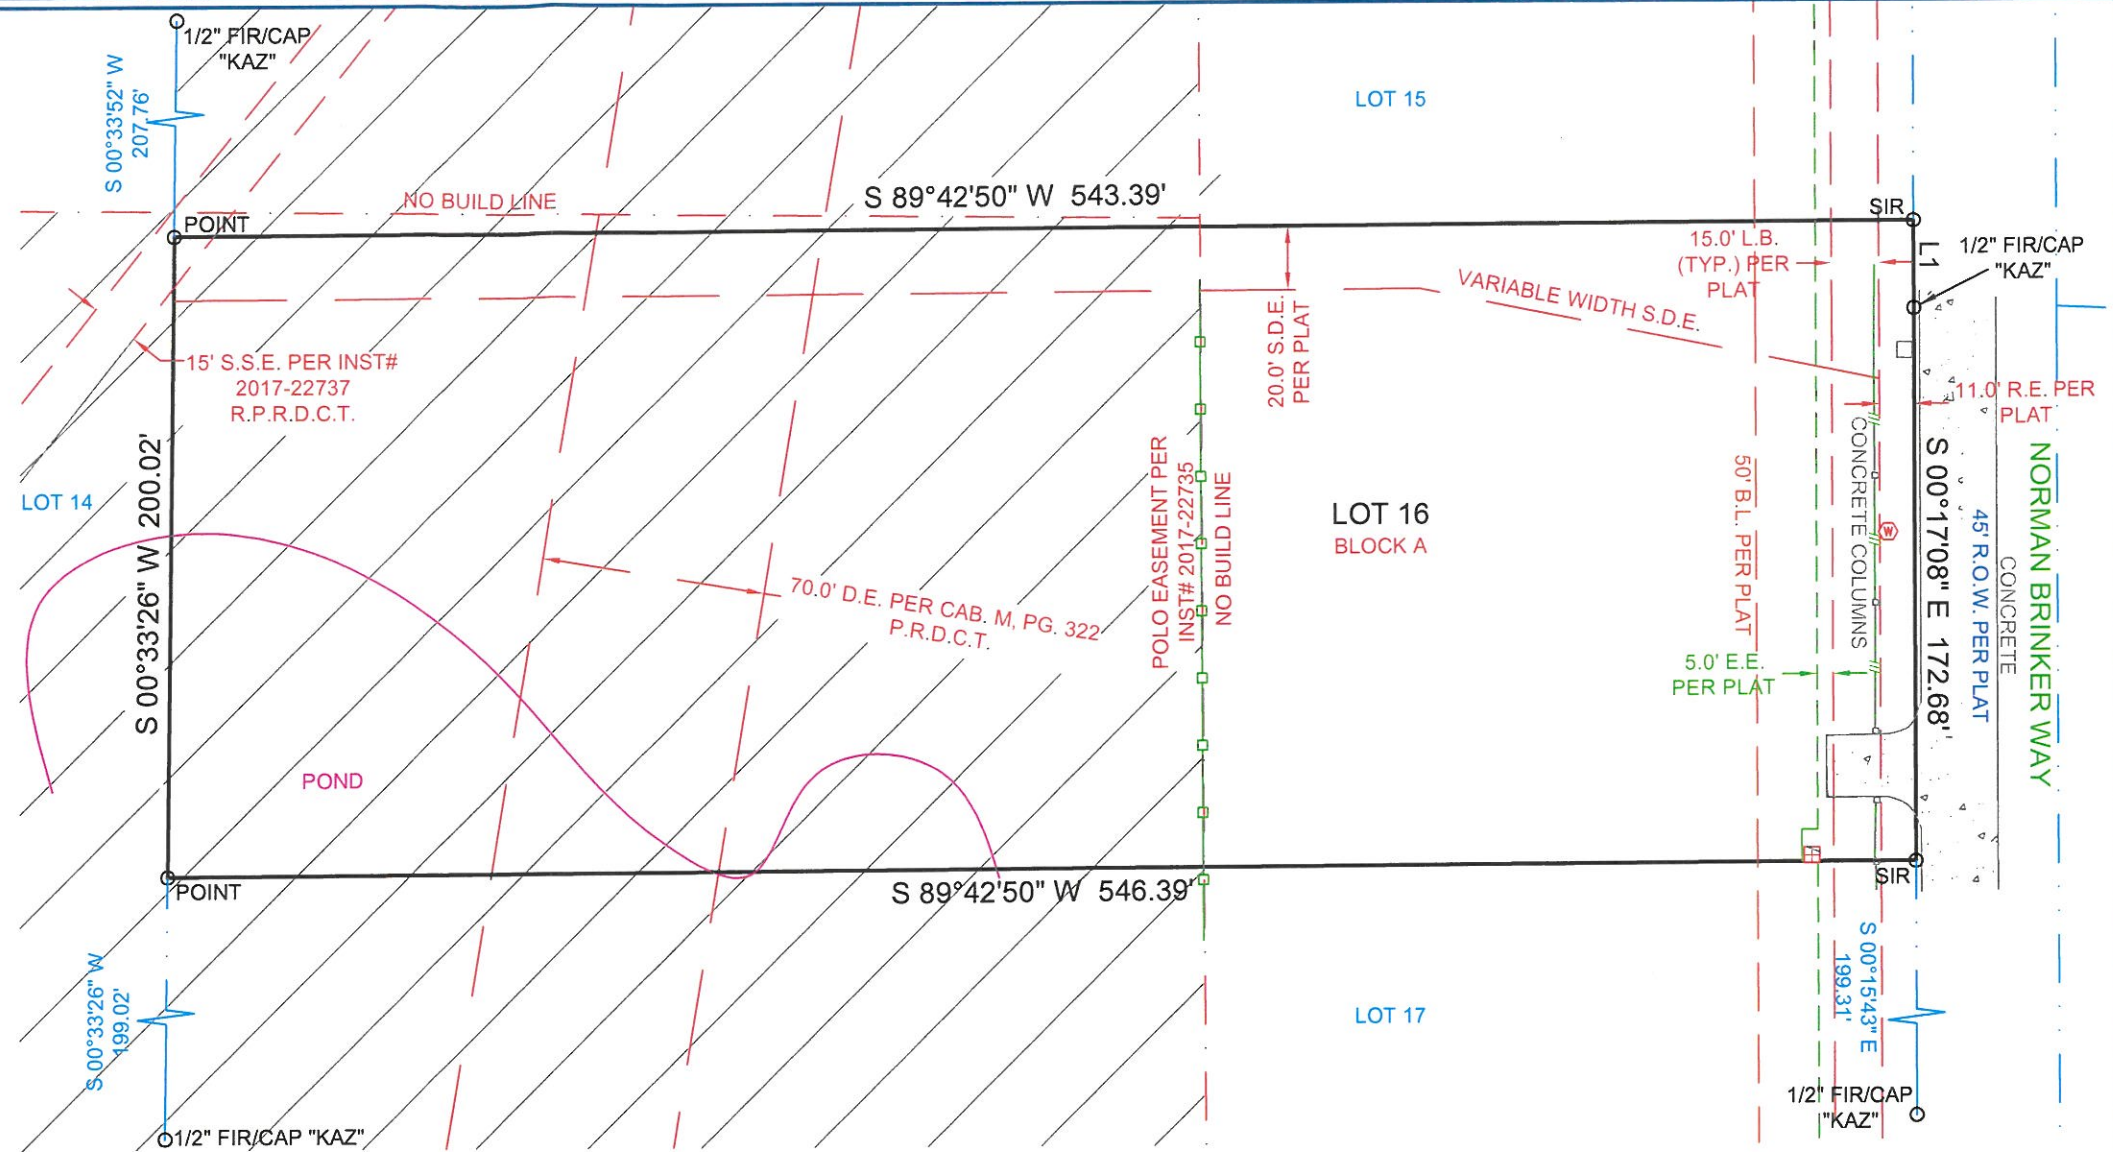 1/2" FIR/CAP
"KAZ"
S 00°33'52" W
207.76'
LOT 15
NO BUILD LINE
S 89°42'50" W 543.39'
SIR
POINT
15.0' L.B.
(TYP.) PER
PLAT
L1
1/2" FIR/CAP
"KAZ"
VARIABLE WIDTH S.D.E.
20.0' S.D.E.
PER PLAT
15' S.S.E. PER INST#
2017-22737
R.P.R.D.C.T.
11.0' R.E. PER
PLAT
LOT 14
S 00°33'26" W 200.02'
POLO EASEMENT PER
INST# 2017-22735
NO BUILD LINE
LOT 16
BLOCK A
50' B.L. PER PLAT
CONCRETE COLUMNS
W
S 00°17'08" E 172.68'
45' R.O.W. PER PLAT
CONCRETE
NORMAN BRINKER WAY
70.0' D.E. PER CAB. M, PG. 322
P.R.D.C.T.
5.0' E.E.
PER PLAT
POND
POINT
S 89°42'50" W 546.39'
SIR
S 00°33'26" W
199.02'
LOT 17
S 00°15'43" E
199.31'
1/2" FIR/CAP
"KAZ"
1/2" FIR/CAP "KAZ"